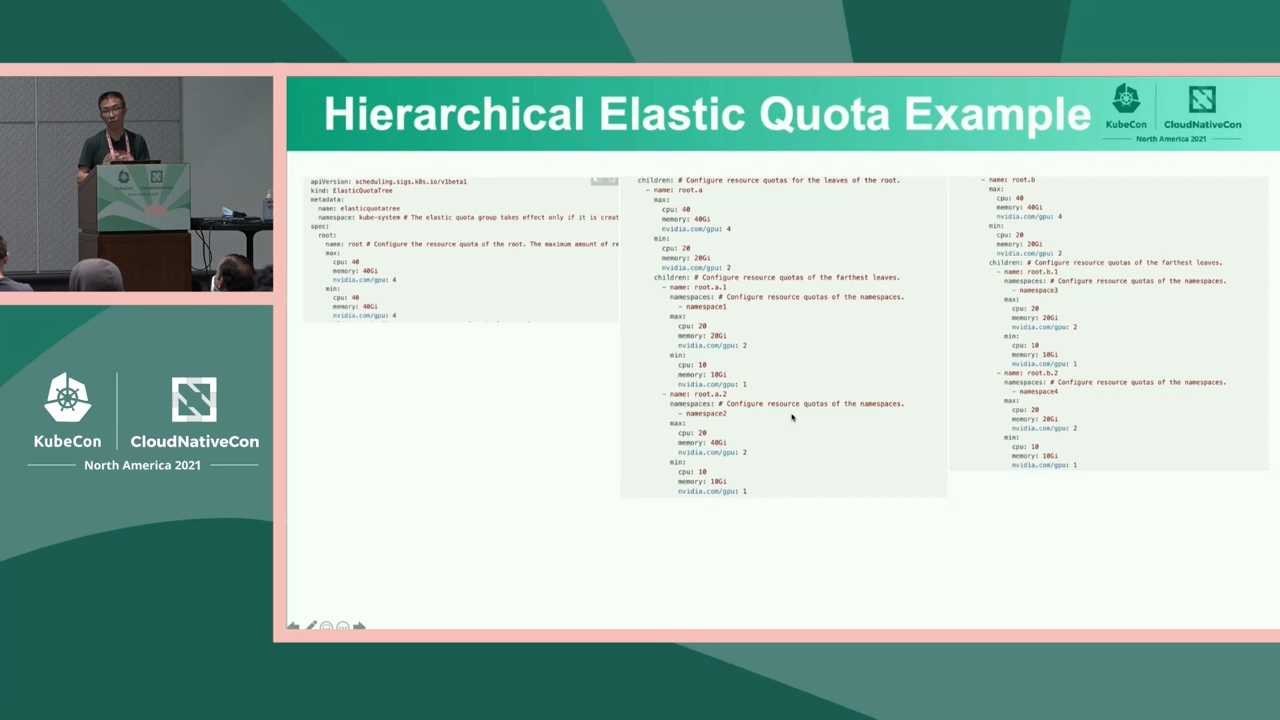 Hierarchical Elastic Quota Example
KubeCon
CloudNativeCon
North America 2021
apiVersion: scheduling.sigs.k8s.io/v1beta1
kind: ElasticQuotaTree
metadata:
name: elasticquotatree
namespace: kube-system # The elastic quota group takes effect only if it is creat
spec:
root:
name: root # Configure the resource quota of the root. The maximum amount of re
max:
cpu: 40
memory: 40Gi
nvidia.com/gpu: 4
min:
cpu: 40
memory: 40Gi
nvidia.com/gpu: 4
children: # Configure resource quotas for the leaves of the root.
- name: root.a
max:
cpu: 40
memory: 40Gi
nvidia.com/gpu: 4
min:
cpu: 20
memory: 20Gi
nvidia.com/gpu: 2
children: # Configure resource quotas of the farthest leaves.
- name: root.a.1
namespaces: # Configure resource quotas of the namespaces.
- namespace1
max:
cpu: 20
memory: 20Gi
nvidia.com/gpu: 2
min:
cpu: 10
memory: 10Gi
nvidia.com/gpu: 1
- name: root.a.2
namespaces: # Configure resource quotas of the namespaces.
- namespace2
max:
cpu: 20
memory: 40Gi
nvidia.com/gpu: 2
min:
cpu: 10
memory: 10Gi
nvidia.com/gpu: 1
- name: root.b
max:
cpu: 40
memory: 40Gi
nvidia.com/gpu: 4
min:
cpu: 20
memory: 20Gi
nvidia.com/gpu: 2
children: # Configure resource quotas of the farthest leaves.
- name: root.b.1
namespaces: # Configure resource quotas of the namespaces.
- namespace3
max:
cpu: 20
memory: 20Gi
nvidia.com/gpu: 2
min:
cpu: 10
memory: 10Gi
nvidia.com/gpu: 1
- name: root.b.2
namespaces: # Configure resource quotas of the namespaces.
- namespace4
max:
cpu: 20
memory: 20Gi
nvidia.com/gpu: 2
min:
cpu: 10
memory: 10Gi
nvidia.com/gpu: 1
KubeCon
CloudNativeCon
North America 2021